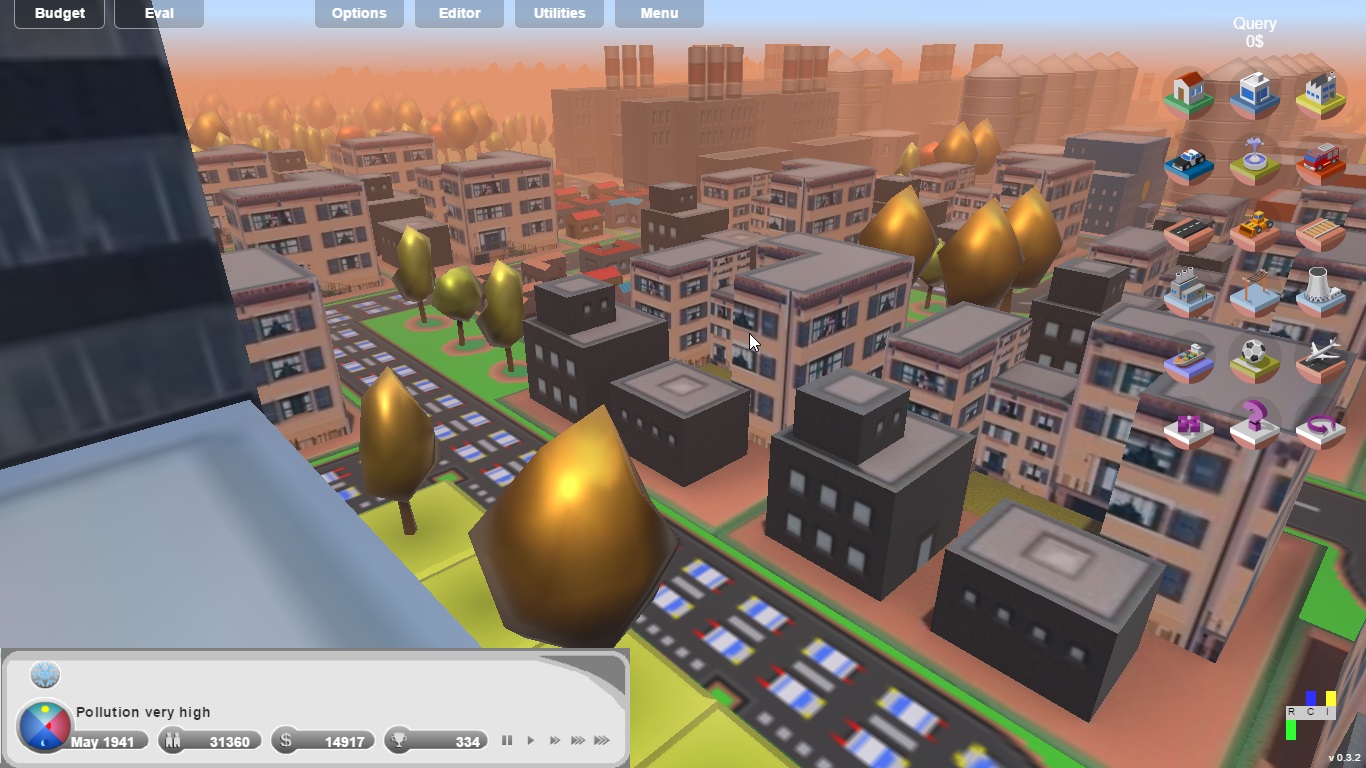 Budget
Eval
Options
Editor
Utilities
Menu
Query
0$
Pollution very high
May 1941
31360
$
14917
334
R C I
v 0.3.2